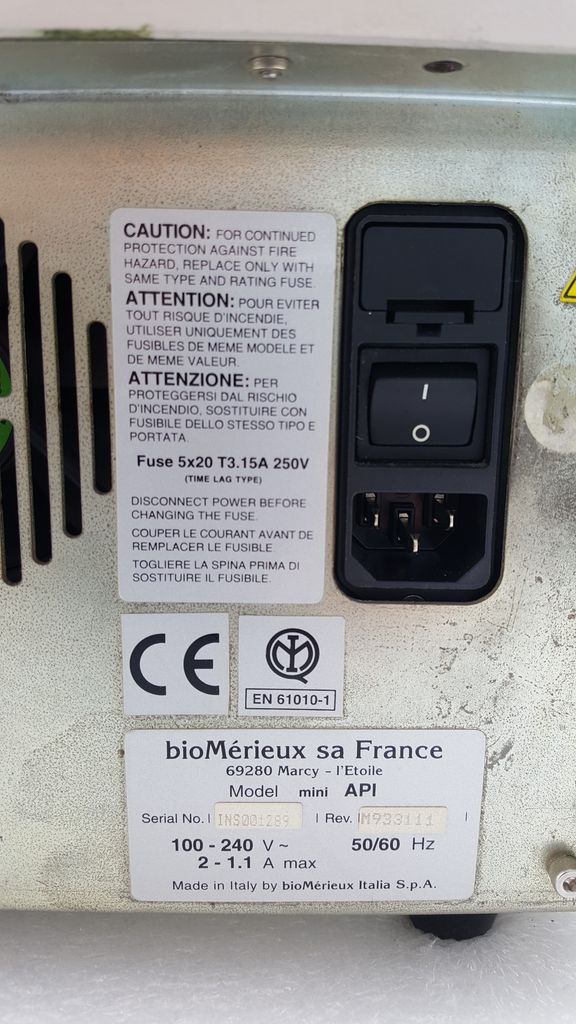 CAUTION: FOR CONTINUED
PROTECTION AGAINST FIRE
HAZARD, REPLACE ONLY WITH
SAME TYPE AND RATING FUSE.
ATTENTION: POUR EVITER
TOUT RISQUE D'INCENDIE,
UTILISER UNIQUEMENT DES
FUSIBLES DE MEME MODELE ET
DE MEME VALEUR.
ATTENZIONE: PER
PROTEGGERSI DAL RISCHIO
D'INCENDIO, SOSTITUIRE CON
FUSIBILE DELLO STESSO TIPO E
PORTATA.
Fuse 5x20 T3.15A 250V
(TIME LAG TYPE)
DISCONNECT POWER BEFORE
CHANGING THE FUSE.
COUPER LE COURANT AVANT DE
REMPLACER LE FUSIBLE.
TOGLIERE LA SPINA PRIMA DI
SOSTITUIRE IL FUSIBILE.
I
O
CE
IMQ
EN 61010-1
bioMérieux sa France
69280 Marcy - l'Etoile
Model mini API
Serial No. | INS001289 | Rev. | M933111 |
100 - 240 V ~ 50/60 Hz
2 - 1.1 A max
Made in Italy by bioMérieux Italia S.p.A.